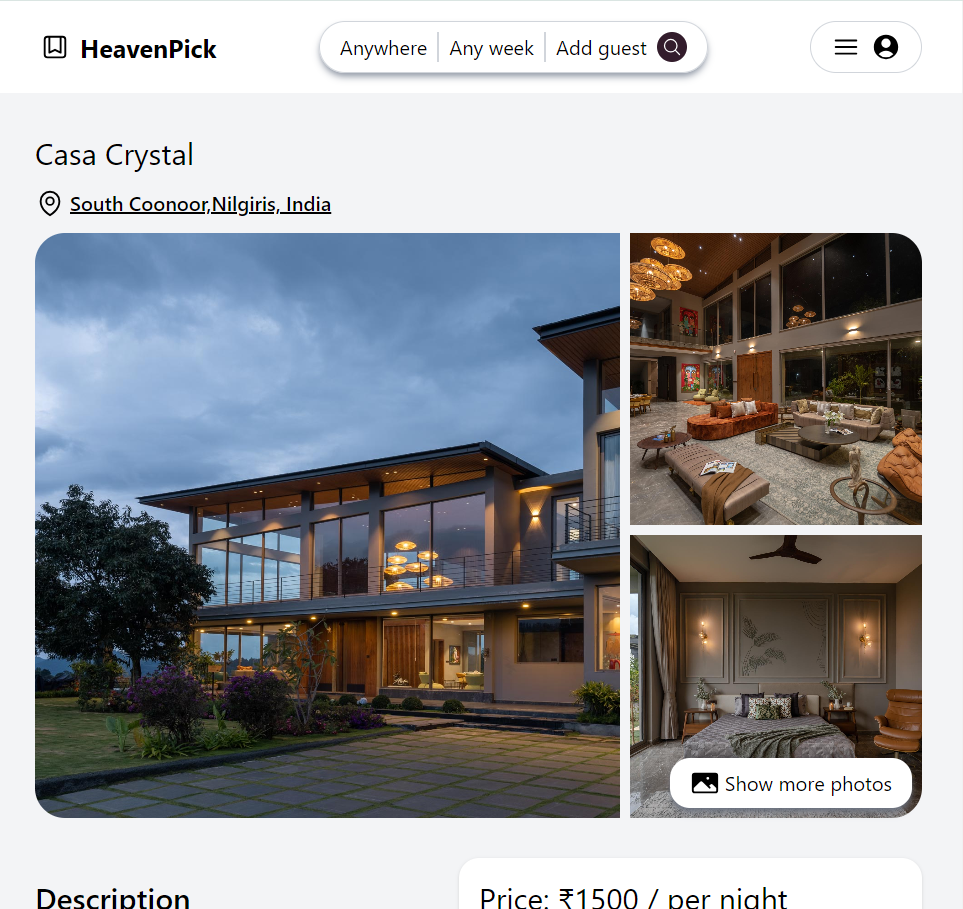 HeavenPick
Anywhere Any week Add guest
Casa Crystal
South Coonoor,Nilgiris, India
Show more photos
Description
Price: ₹1500 / per night